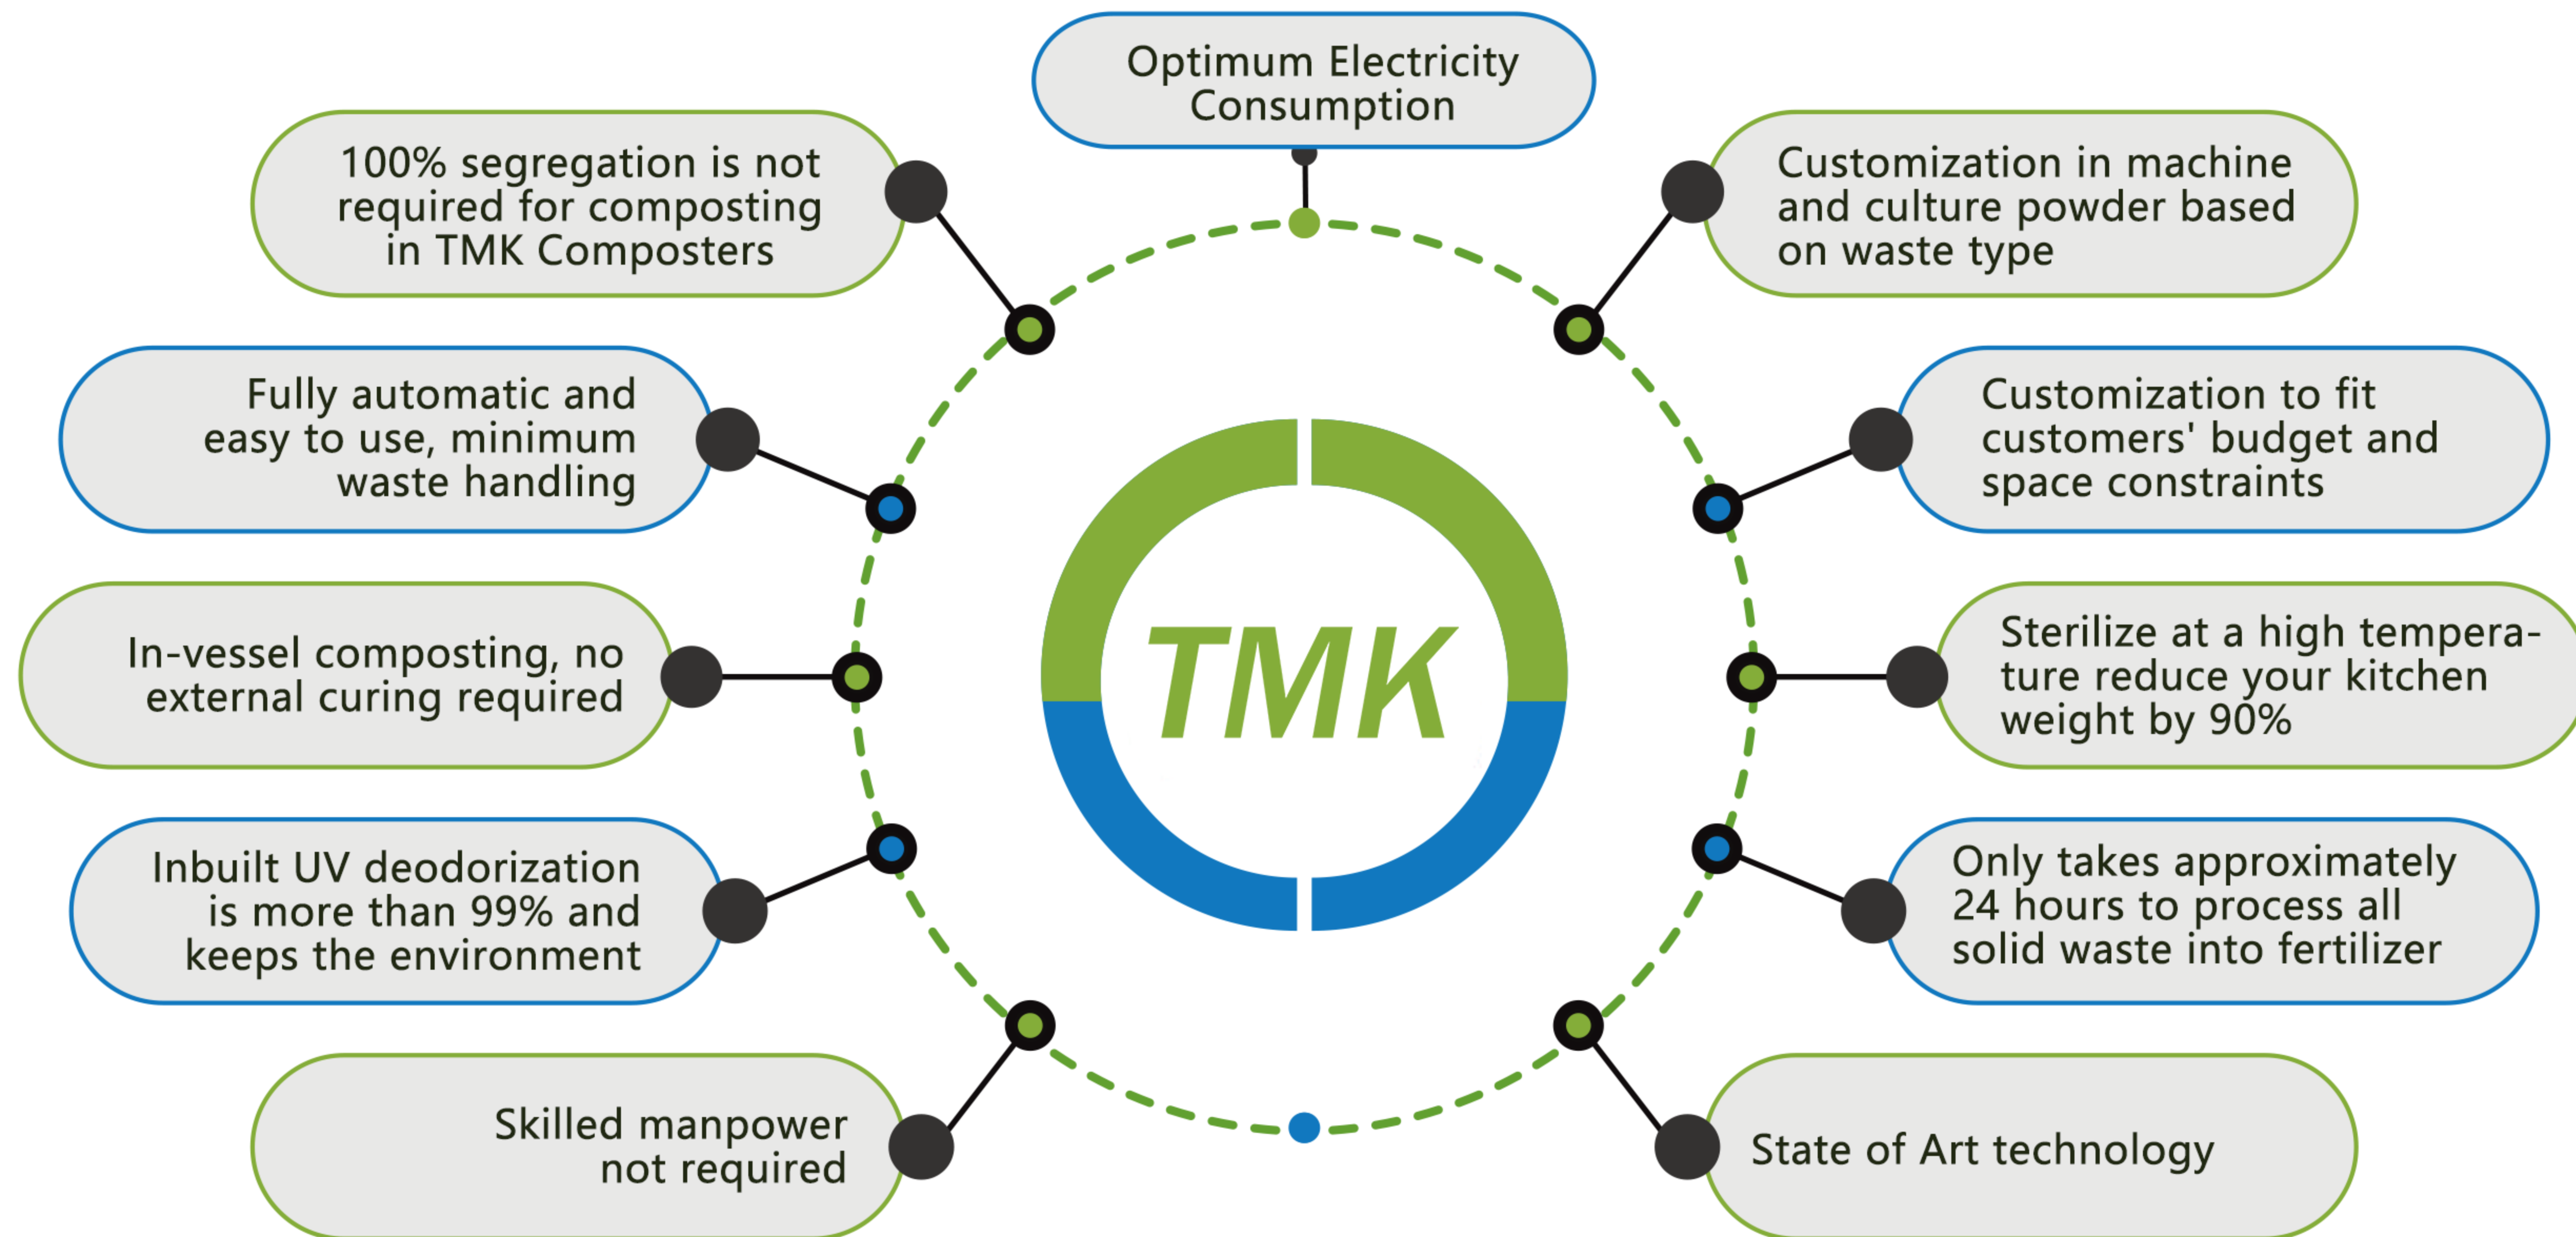 Optimum Electricity
Consumption
100% segregation is not
required for composting
in TMK Composters
Customization in machine
and culture powder based
on waste type
Fully automatic and
easy to use, minimum
waste handling
Customization to fit
customers' budget and
space constraints
TMK
In-vessel composting, no
external curing required
Sterilize at a high tempera-
ture reduce your kitchen
weight by 90%
Inbuilt UV deodorization
is more than 99% and
keeps the environment
Only takes approximately
24 hours to process all
solid waste into fertilizer
Skilled manpower
not required
State of Art technology